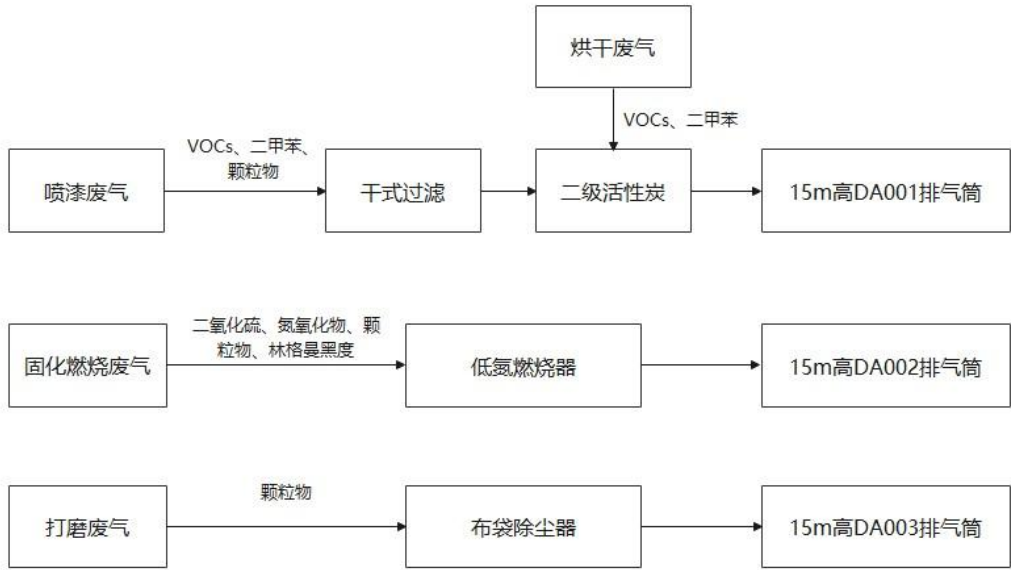 烘干废气
VOCs、二甲苯
VOCs、二甲苯、
颗粒物
喷漆废气
干式过滤
二级活性炭
15m高DA001排气筒
二氧化硫、氮氧化物、颗
粒物、林格曼黑度
固化燃烧废气
低氮燃烧器
15m高DA002排气筒
颗粒物
打磨废气
布袋除尘器
15m高DA003排气筒